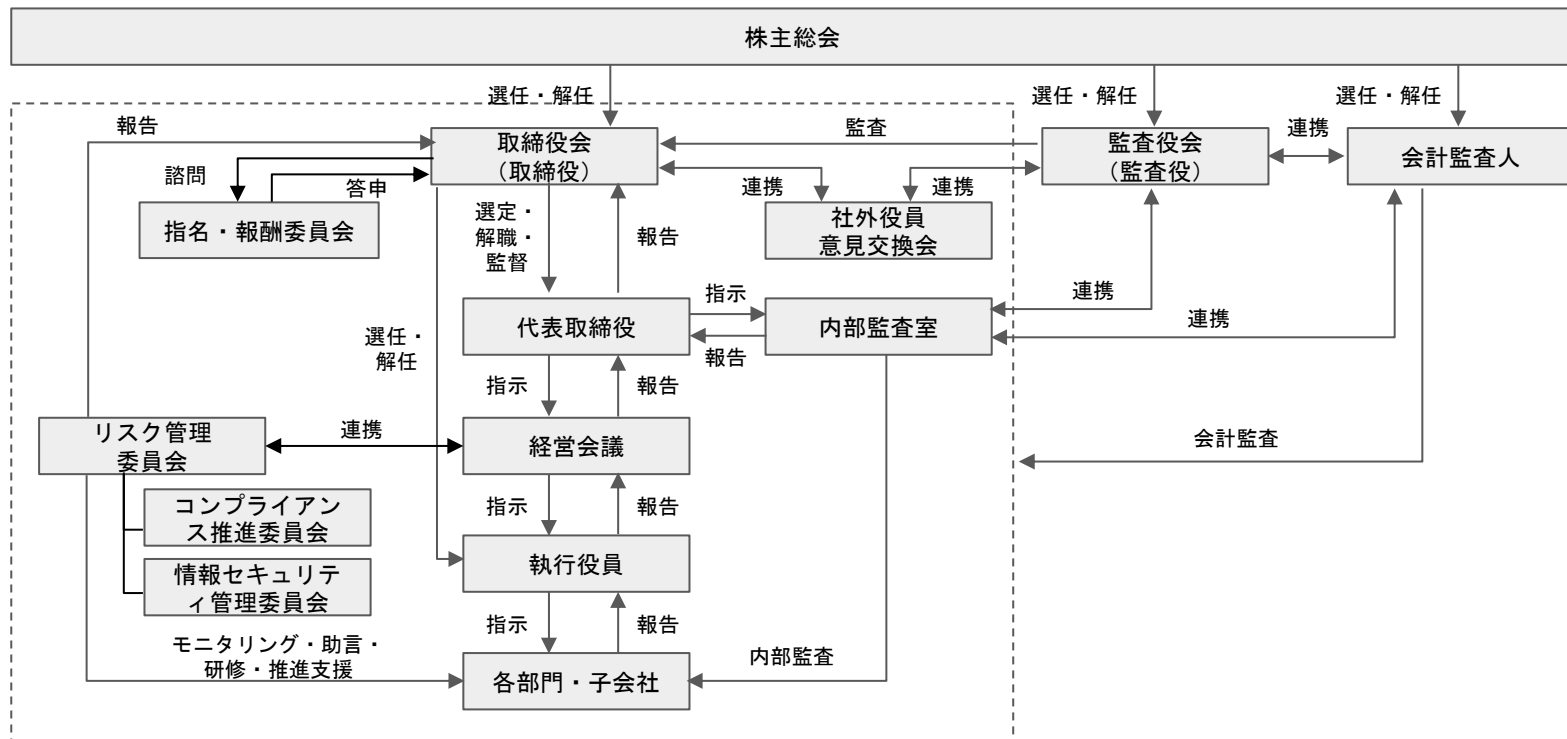 株主総会
選任・解任
選任・解任
選任・解任
報告
取締役会
（取締役）
監査
監査役会
（監査役）
連携
会計監査人
諮問
答申
指名・報酬委員会
連携
連携
社外役員
意見交換会
選定・
解職・
監督
報告
代表取締役
指示
報告
内部監査室
連携
連携
選任・
解任
指示
報告
リスク管理
委員会
連携
経営会議
会計監査
コンプライアン
ス推進委員会
指示
報告
執行役員
情報セキュリテ
ィ管理委員会
指示
報告
モニタリング・助言・
研修・推進支援
内部監査
各部門・子会社